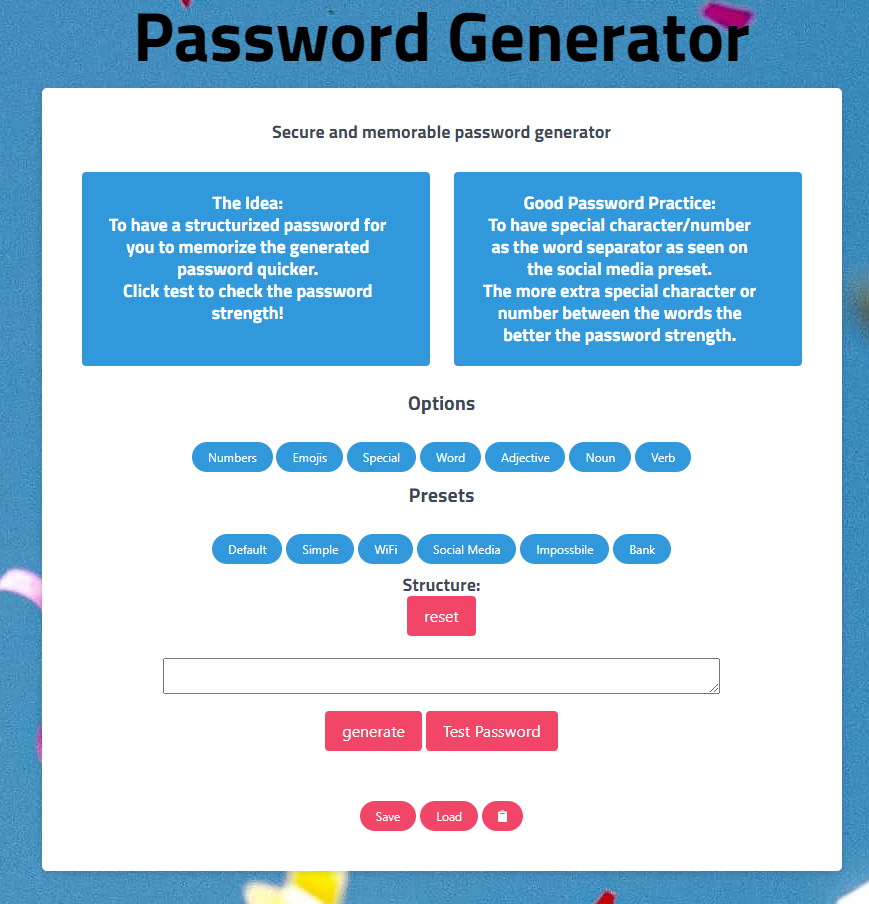 Password Generator
Secure and memorable password generator
The Idea:
To have a structurized password for
you to memorize the generated
password quicker.
Click test to check the password
strength!
Good Password Practice:
To have special character/number
as the word separator as seen on
the social media preset.
The more extra special character or
number between the words the
better the password strength.
Options
Numbers Emojis Special Word Adjective Noun Verb
Presets
Default Simple WiFi Social Media Impossbile Bank
Structure:
reset
generate Test Password
Save Load